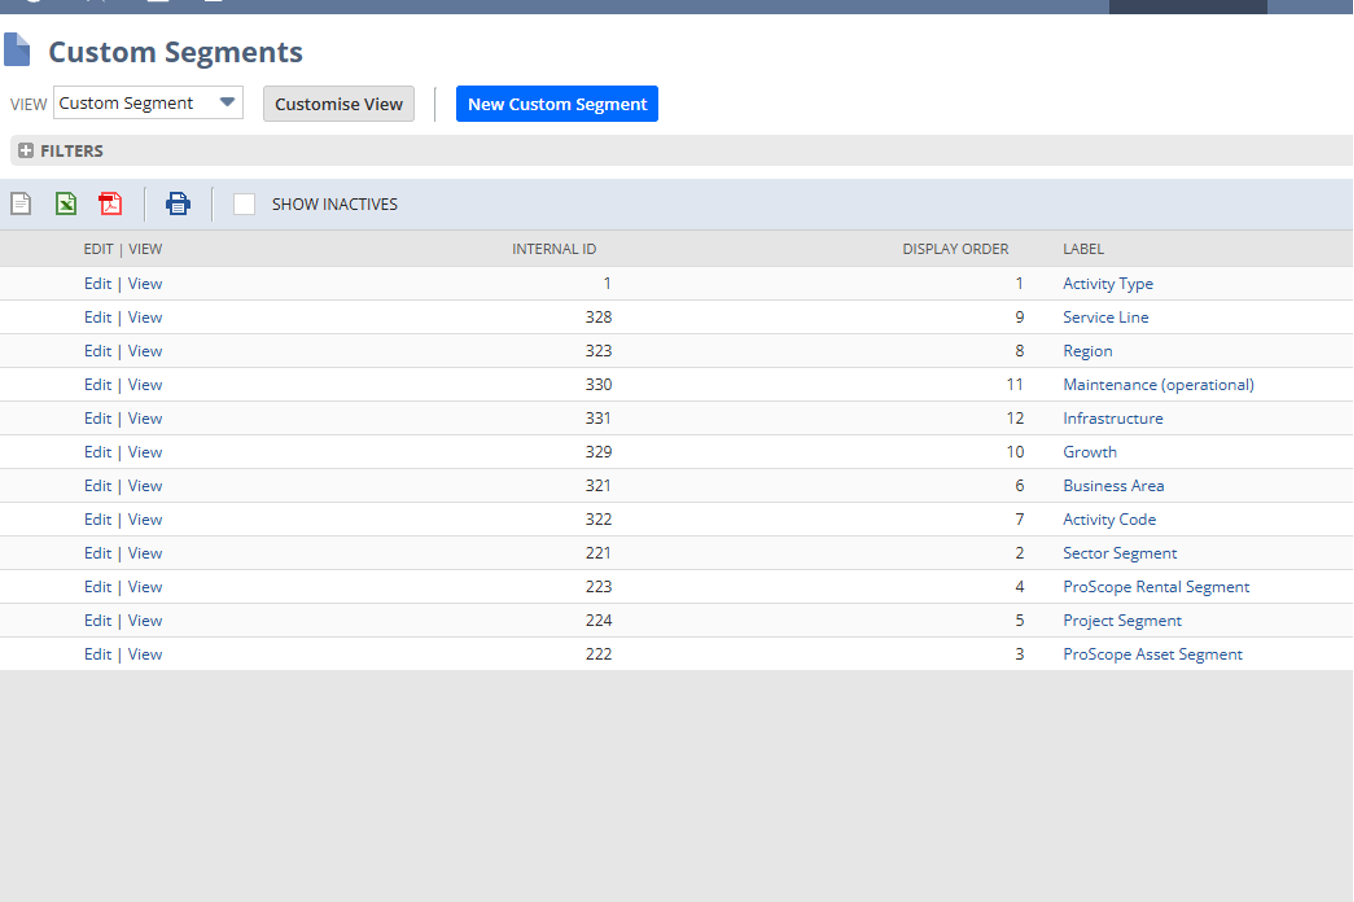 Custom Segments
VIEW Custom Segment Customise View New Custom Segment
FILTERS
SHOW INACTIVES
EDIT | VIEW INTERNAL ID DISPLAY ORDER LABEL
Edit | View 1 1 Activity Type
Edit | View 328 9 Service Line
Edit | View 323 8 Region
Edit | View 330 11 Maintenance (operational)
Edit | View 331 12 Infrastructure
Edit | View 329 10 Growth
Edit | View 321 6 Business Area
Edit | View 322 7 Activity Code
Edit | View 221 2 Sector Segment
Edit | View 223 4 ProScope Rental Segment
Edit | View 224 5 Project Segment
Edit | View 222 3 ProScope Asset Segment